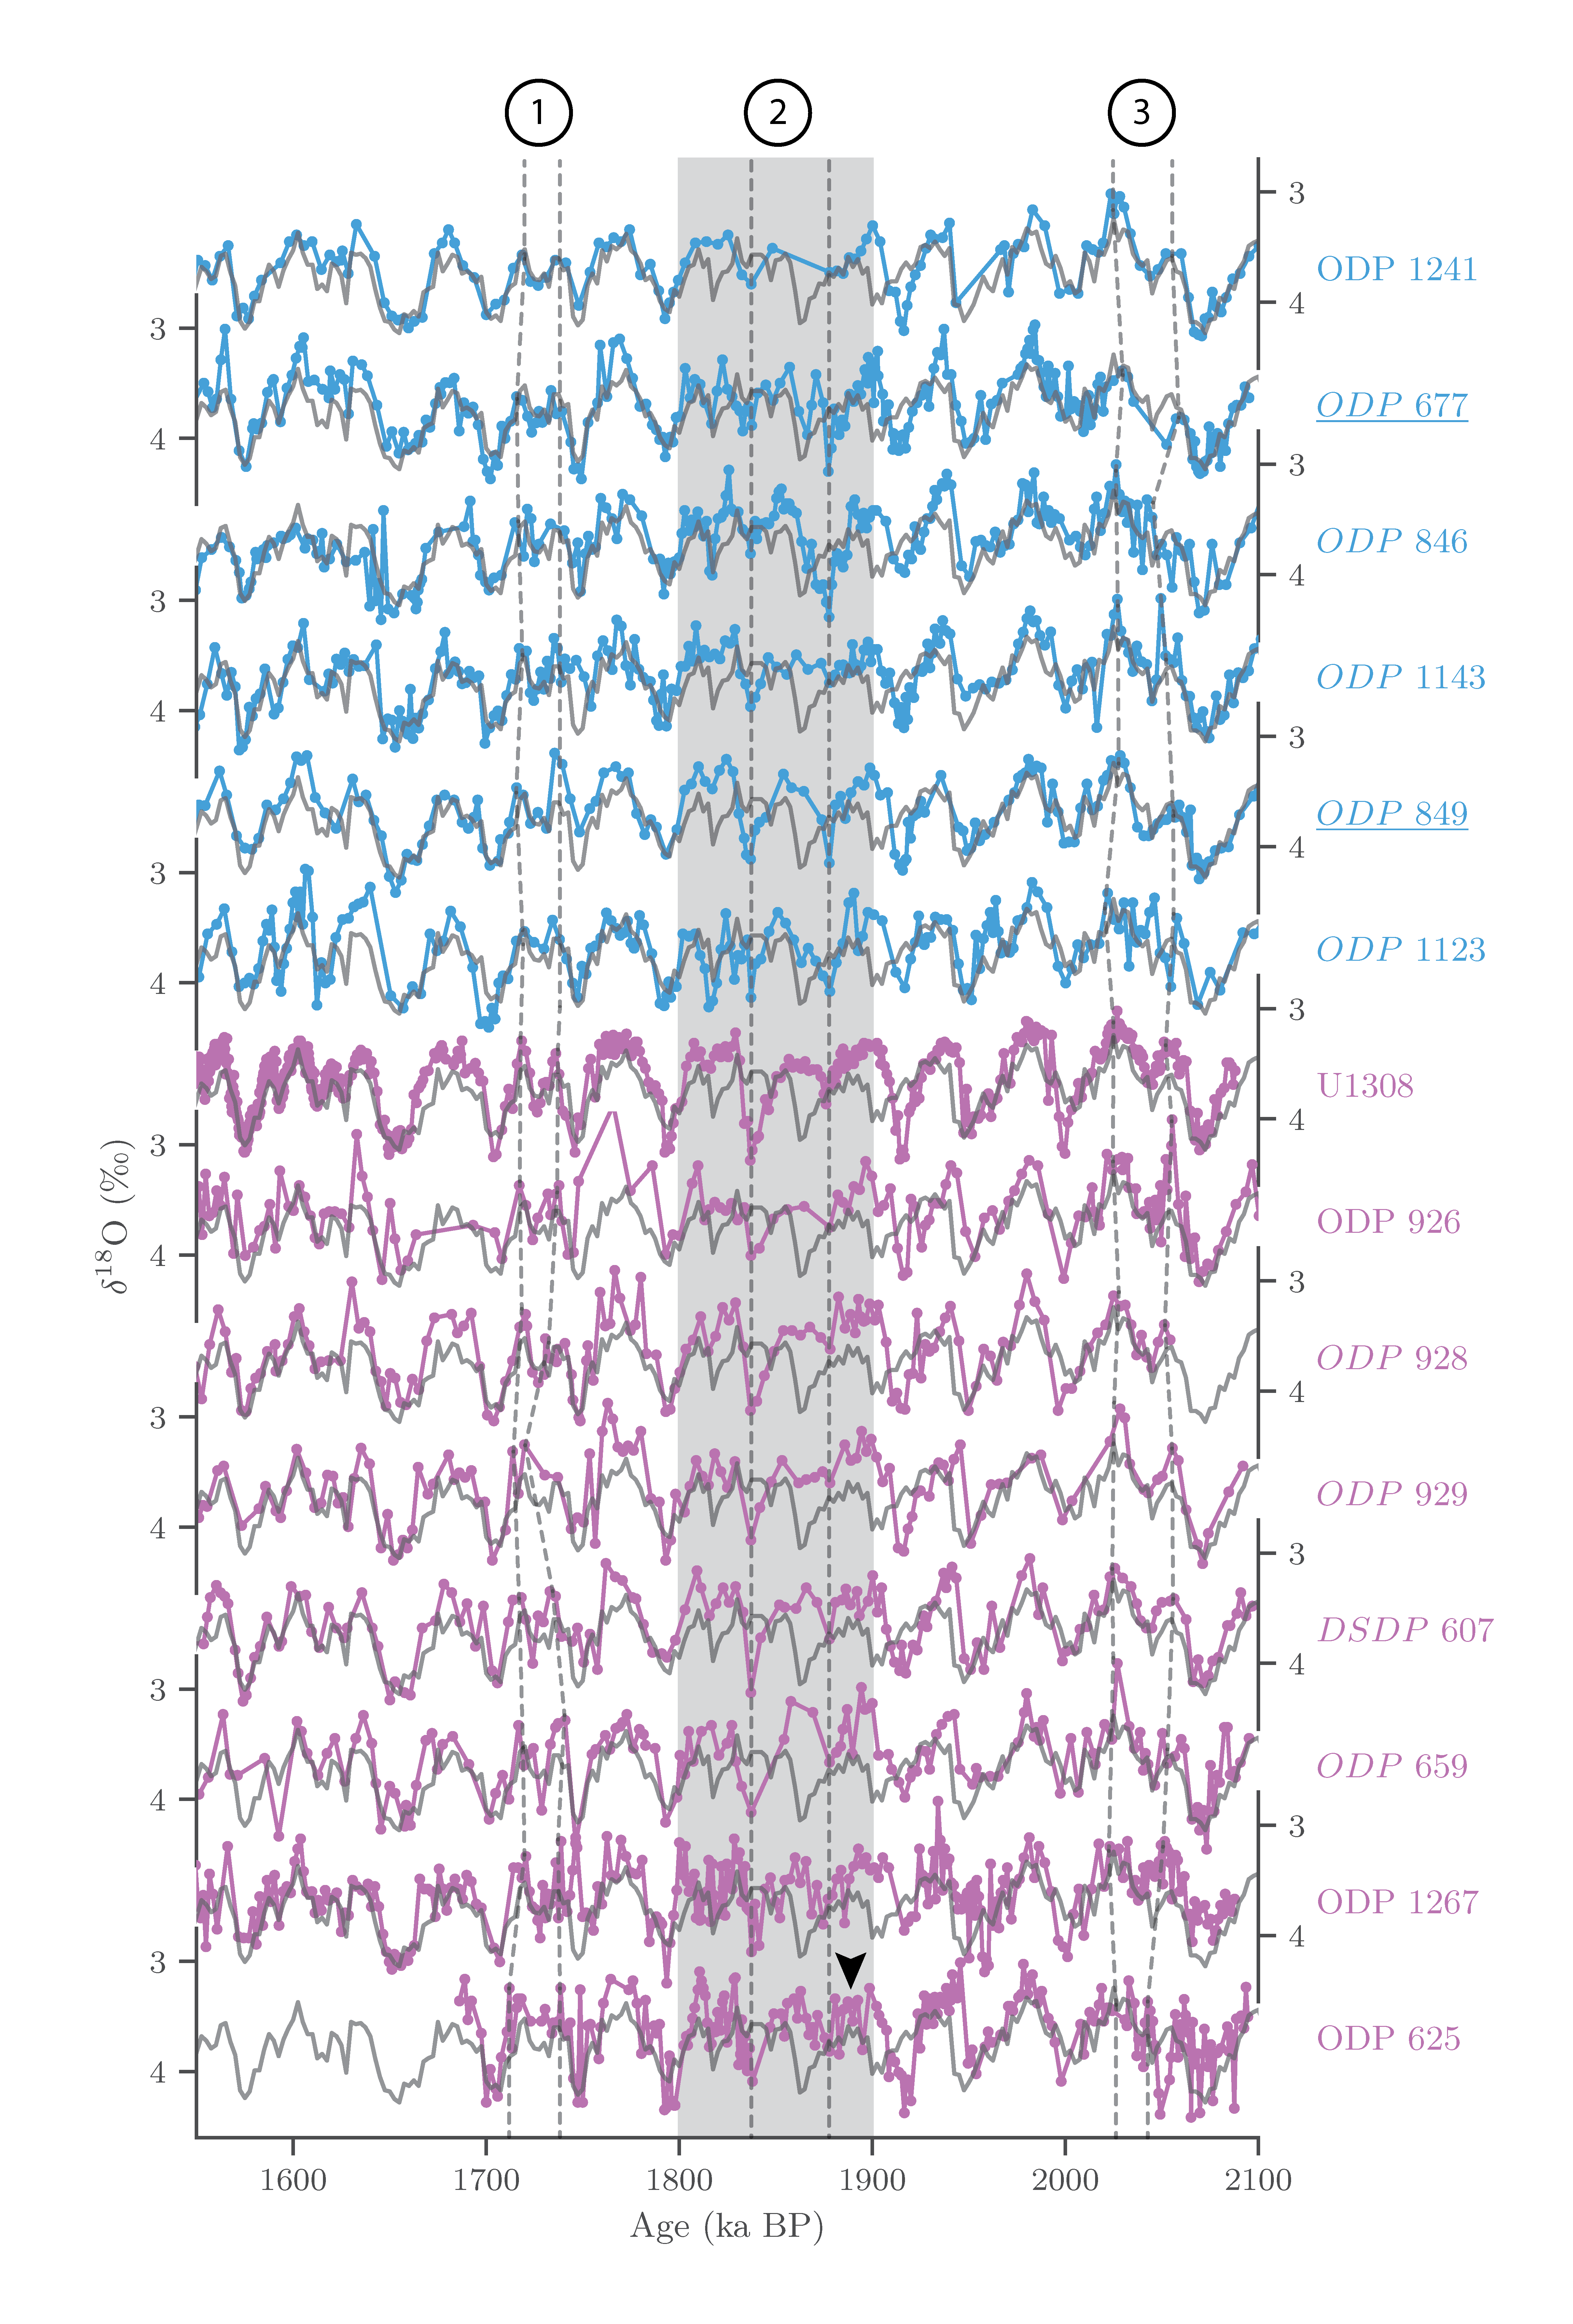 1 2 3
3
ODP 1241
4
3
ODP 677
4
3
ODP 846
4
3
ODP 1143
4
3
ODP 849
4
3
ODP 1123
4
3
U1308
4
3
δ¹⁸O (‰)
ODP 926
4
3
ODP 928
4
3
ODP 929
4
3
DSDP 607
4
3
ODP 659
4
3
ODP 1267
4
3
ODP 625
4
1600 1700 1800 1900 2000 2100
Age (ka BP)